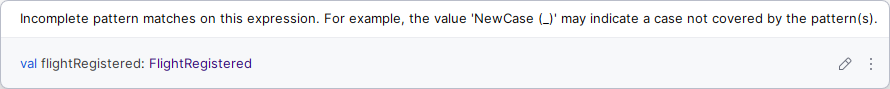 Incomplete pattern matches on this expression. For example, the value 'NewCase (_)' may indicate a case not covered by the pattern(s).
val flightRegistered: FlightRegistered